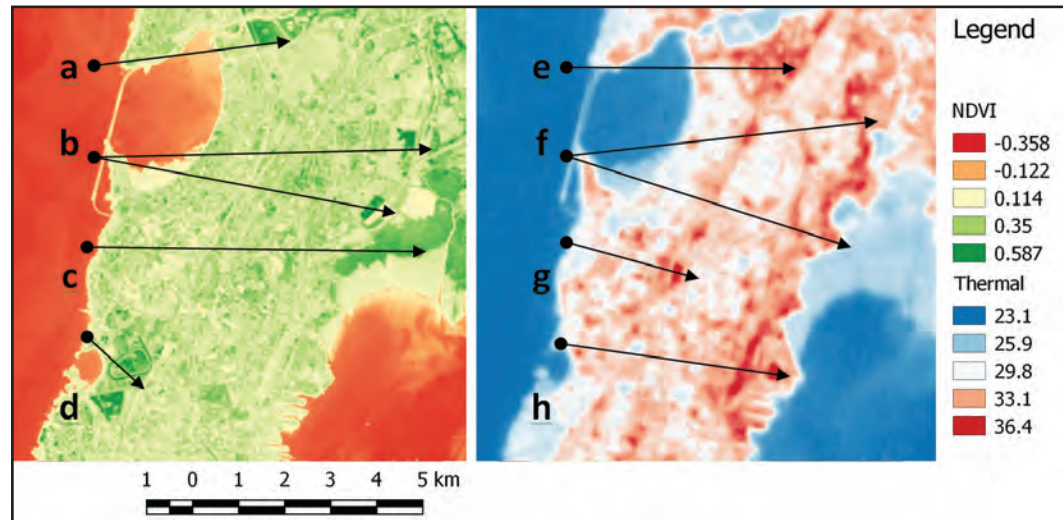 a
b
c
d
e
f
g
h
Legend
NDVI
-0.358
-0.122
0.114
0.35
0.587
Thermal
23.1
25.9
29.8
33.1
36.4
1 0 1 2 3 4 5 km